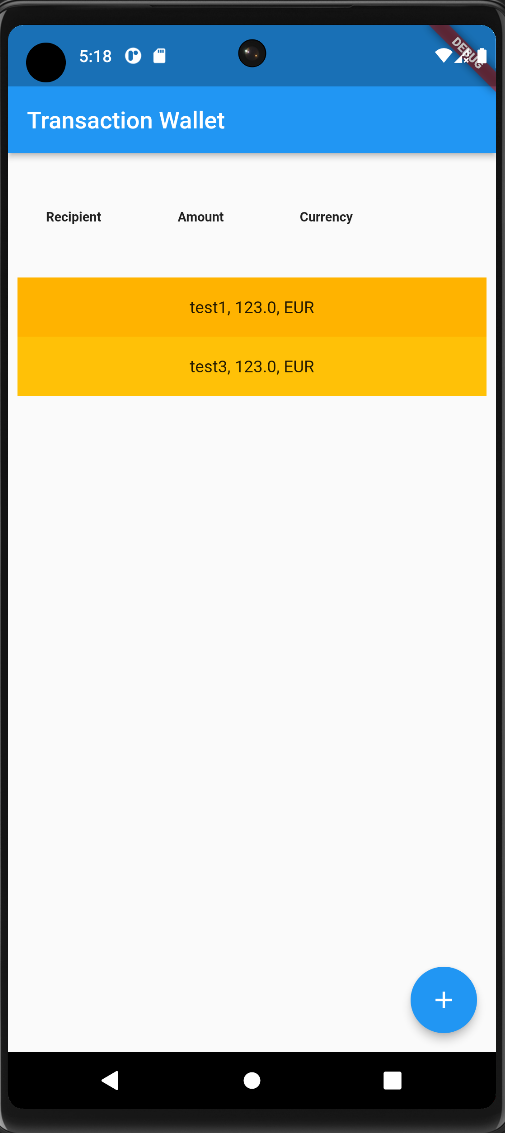 5:18
DEBUG
Transaction Wallet
Recipient Amount Currency
test1, 123.0, EUR
test3, 123.0, EUR